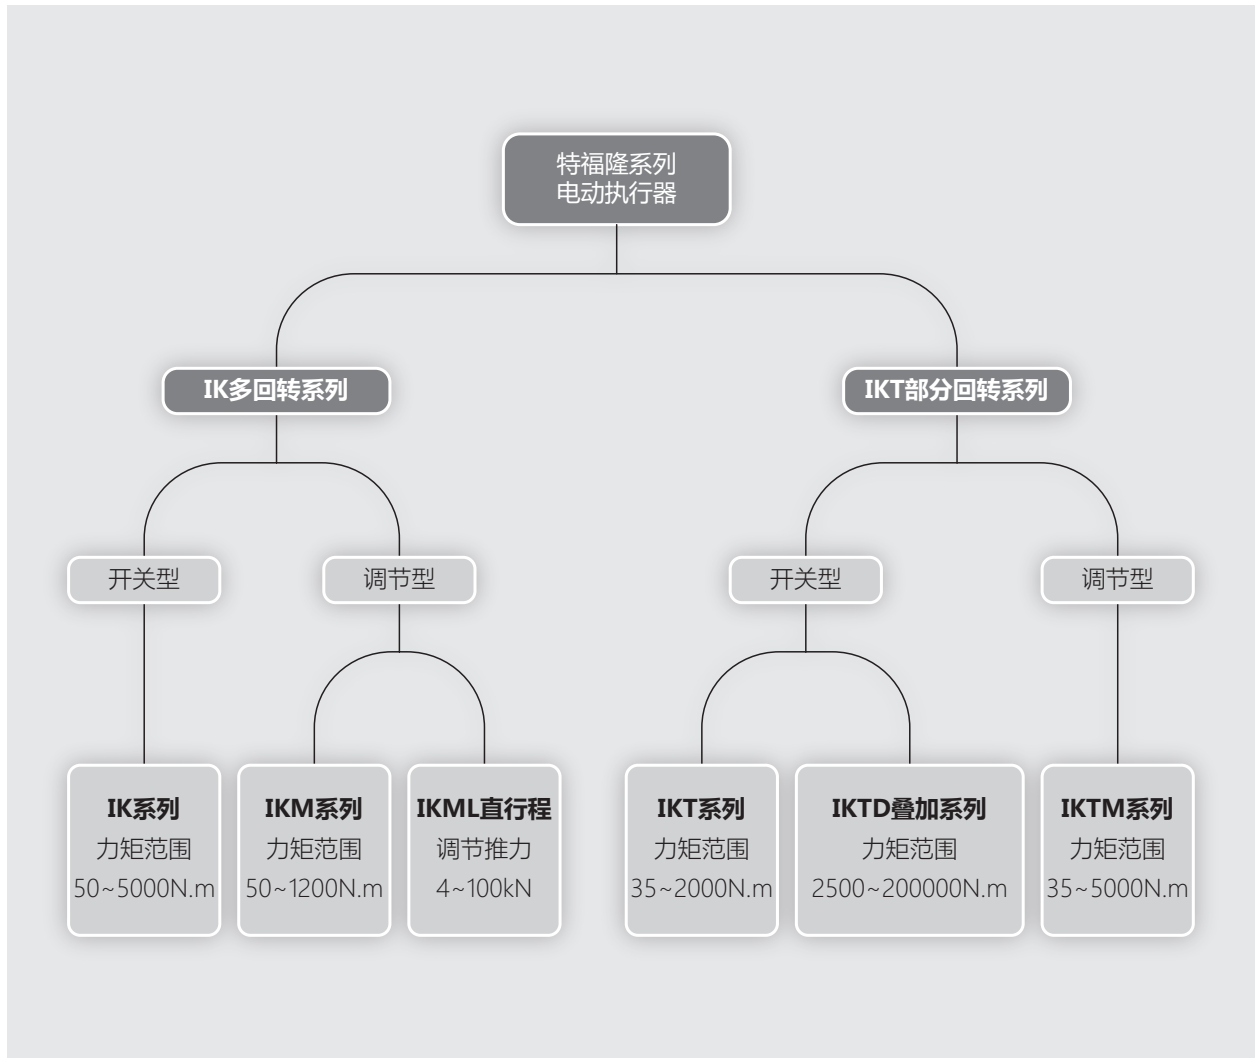 特福隆系列
电动执行器
IK多回转系列
IKT部分回转系列
开关型
调节型
开关型
调节型
IK系列
力矩范围
50~5000N.m
IKM系列
力矩范围
50~1200N.m
IKML直行程
调节推力
4~100kN
IKT系列
力矩范围
35~2000N.m
IKTD叠加系列
力矩范围
2500~200000N.m
IKTM系列
力矩范围
35~5000N.m